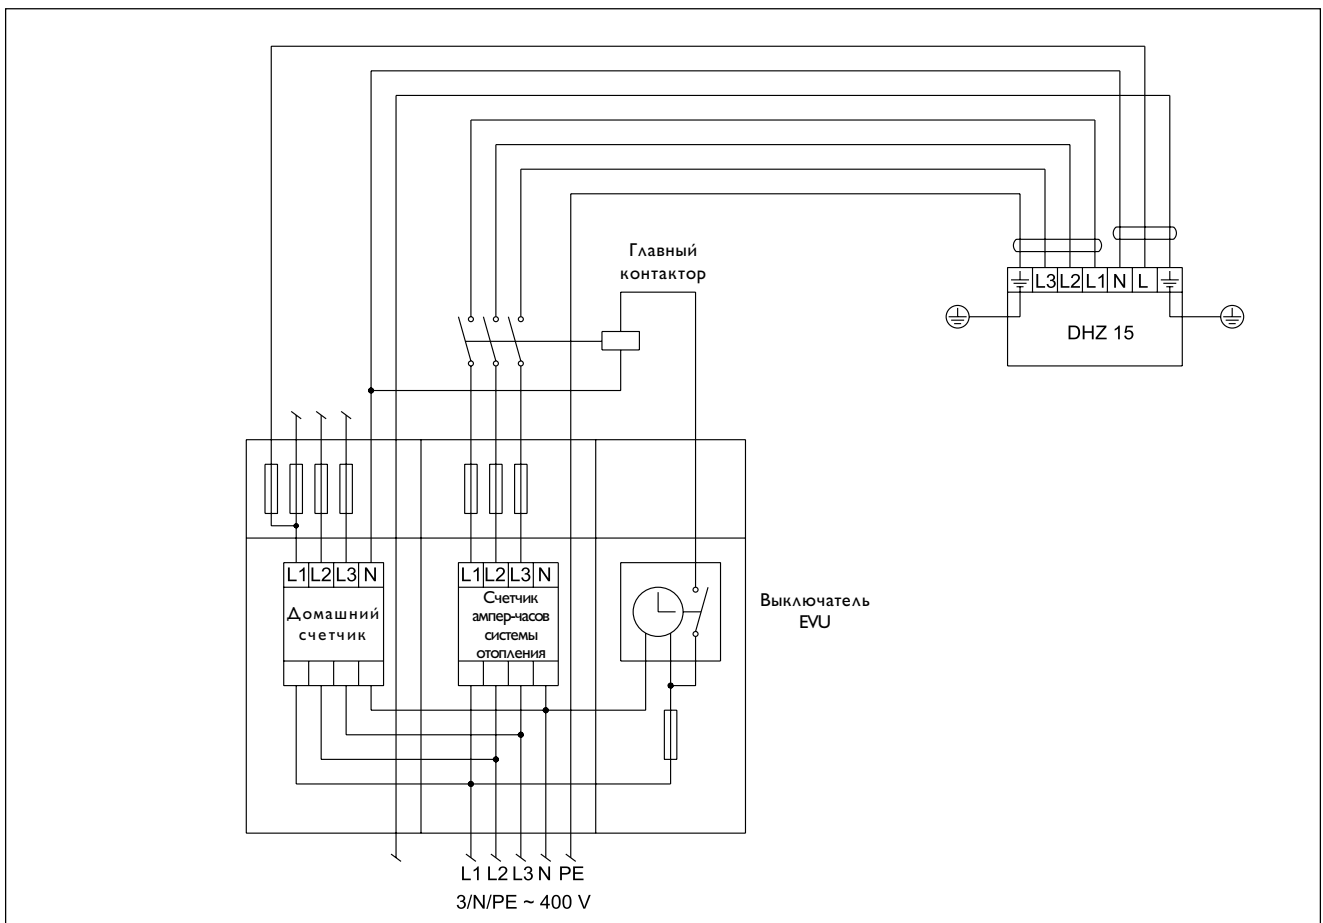 Главный
контактор
L3 L2 L1 N L
DHZ 15
L1 L2 L3 N
Домашний
счетчик
L1 L2 L3 N
Счетчик
ампер-часов
системы
отопления
Выключатель
EVU
L1 L2 L3 N PE
3/N/PE ~ 400 V